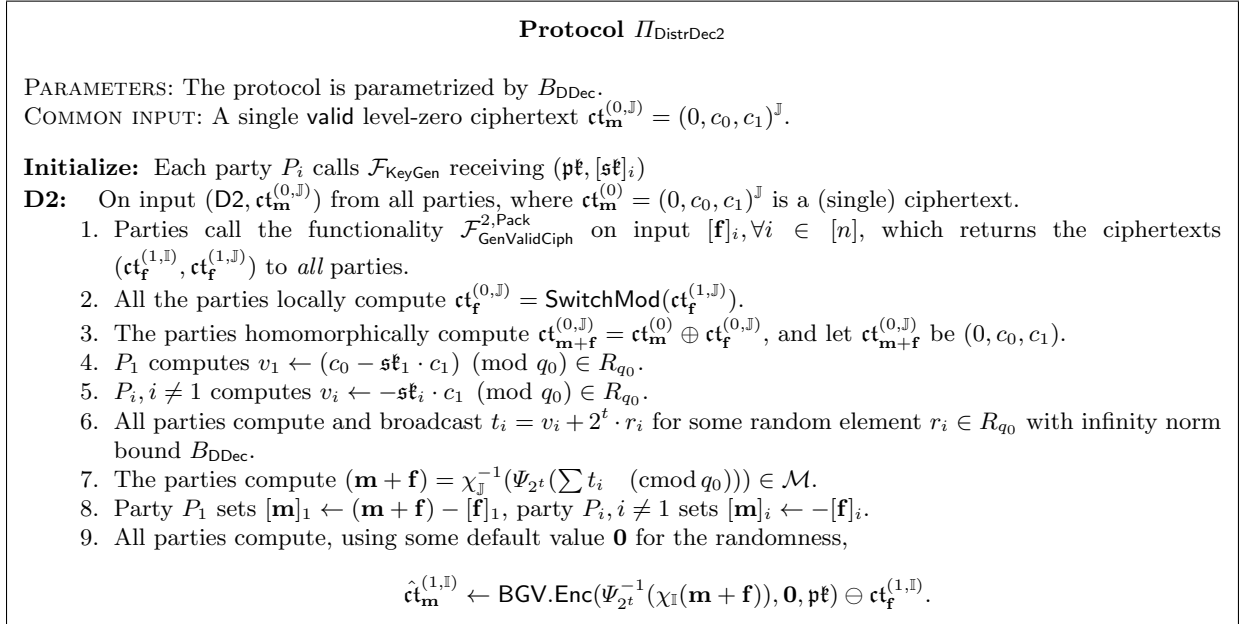 Protocol Π_DistrDec2
PARAMETERS: The protocol is parametrized by B_DDec.
COMMON INPUT: A single valid level-zero ciphertext 𝔠𝔱_𝐦^{(0,𝕁)} = (0, c_0, c_1)^𝕁.
Initialize: Each party P_i calls ℱ_KeyGen receiving (𝔭𝔨, [𝔰𝔨]_i)
D2: On input (D2, 𝔠𝔱_𝐦^{(0,𝕁)}) from all parties, where 𝔠𝔱_𝐦^{(0)} = (0, c_0, c_1)^𝕁 is a (single) ciphertext.
1. Parties call the functionality ℱ_GenValidCiph^{2,Pack} on input [𝐟]_i, ∀i ∈ [n], which returns the ciphertexts
(𝔠𝔱_𝐟^{(1,𝕀)}, 𝔠𝔱_𝐟^{(1,𝕁)}) to all parties.
2. All the parties locally compute 𝔠𝔱_𝐟^{(0,𝕁)} = SwitchMod(𝔠𝔱_𝐟^{(1,𝕁)}).
3. The parties homomorphically compute 𝔠𝔱_{𝐦+𝐟}^{(0,𝕁)} = 𝔠𝔱_𝐦^{(0)} ⊕ 𝔠𝔱_𝐟^{(0,𝕁)}, and let 𝔠𝔱_{𝐦+𝐟}^{(0,𝕁)} be (0, c_0, c_1).
4. P_1 computes v_1 ← (c_0 − 𝔰𝔨_1 · c_1) (mod q_0) ∈ R_{q_0}.
5. P_i, i ≠ 1 computes v_i ← −𝔰𝔨_i · c_1 (mod q_0) ∈ R_{q_0}.
6. All parties compute and broadcast t_i = v_i + 2^t · r_i for some random element r_i ∈ R_{q_0} with infinity norm
bound B_DDec.
7. The parties compute (𝐦 + 𝐟) = χ_𝕁^{−1}(Ψ_{2^t}(∑ t_i (cmod q_0))) ∈ ℳ.
8. Party P_1 sets [𝐦]_1 ← (𝐦 + 𝐟) − [𝐟]_1, party P_i, i ≠ 1 sets [𝐦]_i ← −[𝐟]_i.
9. All parties compute, using some default value 𝟎 for the randomness,
𝔠𝔱̂_𝐦^{(1,𝕀)} ← BGV.Enc(Ψ_{2^t}^{−1}(χ_𝕀(𝐦 + 𝐟)), 𝟎, 𝔭𝔨) ⊖ 𝔠𝔱_𝐟^{(1,𝕀)}.